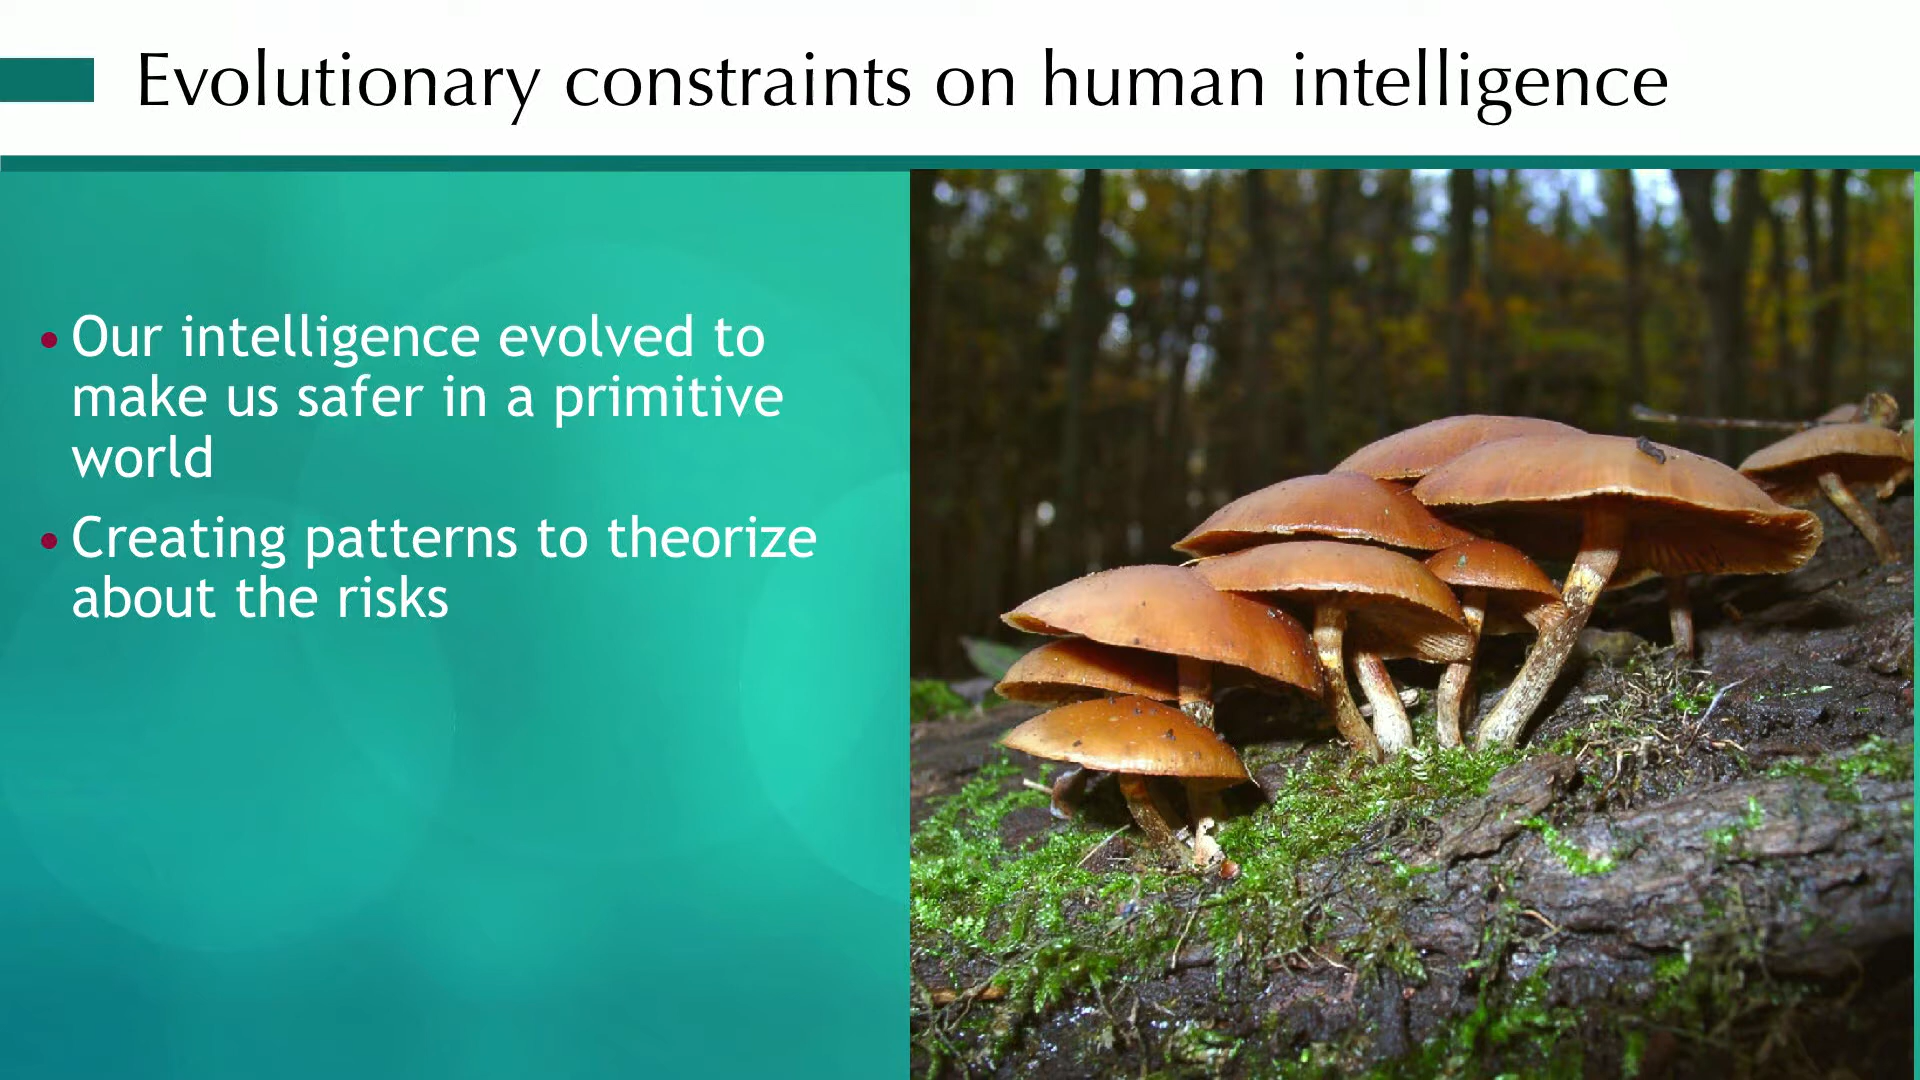 Evolutionary constraints on human intelligence
• Our intelligence evolved to
make us safer in a primitive
world
• Creating patterns to theorize
about the risks